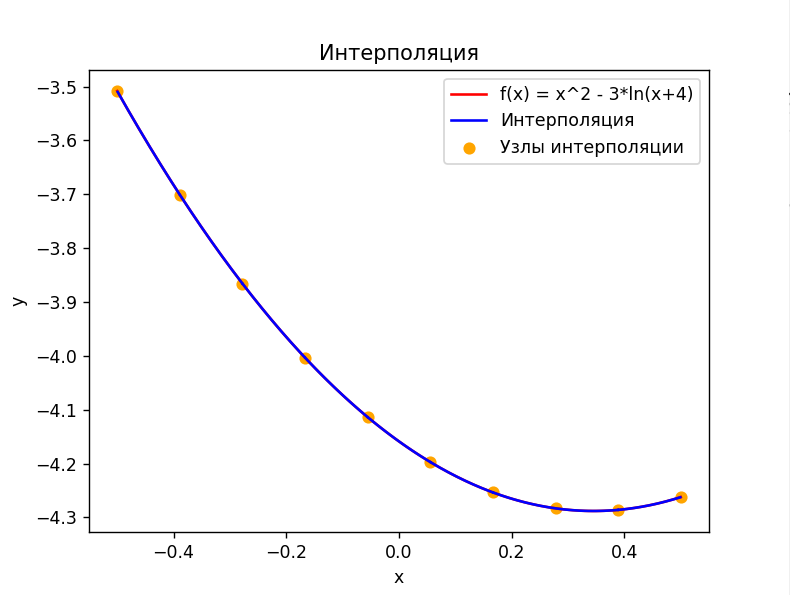 Интерполяция
f(x) = x^2 - 3*ln(x+4)
Интерполяция
Узлы интерполяции
−3.5
−3.6
−3.7
−3.8
−3.9
−4.0
−4.1
−4.2
−4.3
y
−0.4 −0.2 0.0 0.2 0.4
x